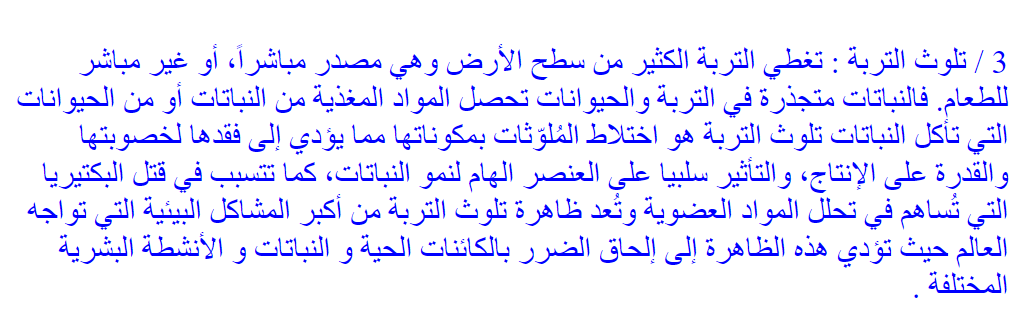 3 / تلوث التربة : تغطي التربة الكثير من سطح الأرض وهي مصدر مباشراً، أو غير مباشر
للطعام. فالنباتات متجذرة في التربة والحيوانات تحصل المواد المغذية من النباتات أو من الحيوانات
التي تأكل النباتات تلوث التربة هو اختلاط المُلوّثات بمكوناتها مما يؤدي إلى فقدها لخصوبتها
والقدرة على الإنتاج، والتأثير سلبيا على العنصر الهام لنمو النباتات، كما تتسبب في قتل البكتيريا
التي تُساهم في تحلل المواد العضوية وتُعد ظاهرة تلوث التربة من أكبر المشاكل البيئية التي تواجه
العالم حيث تؤدي هذه الظاهرة إلى إلحاق الضرر بالكائنات الحية و النباتات و الأنشطة البشرية
المختلفة .